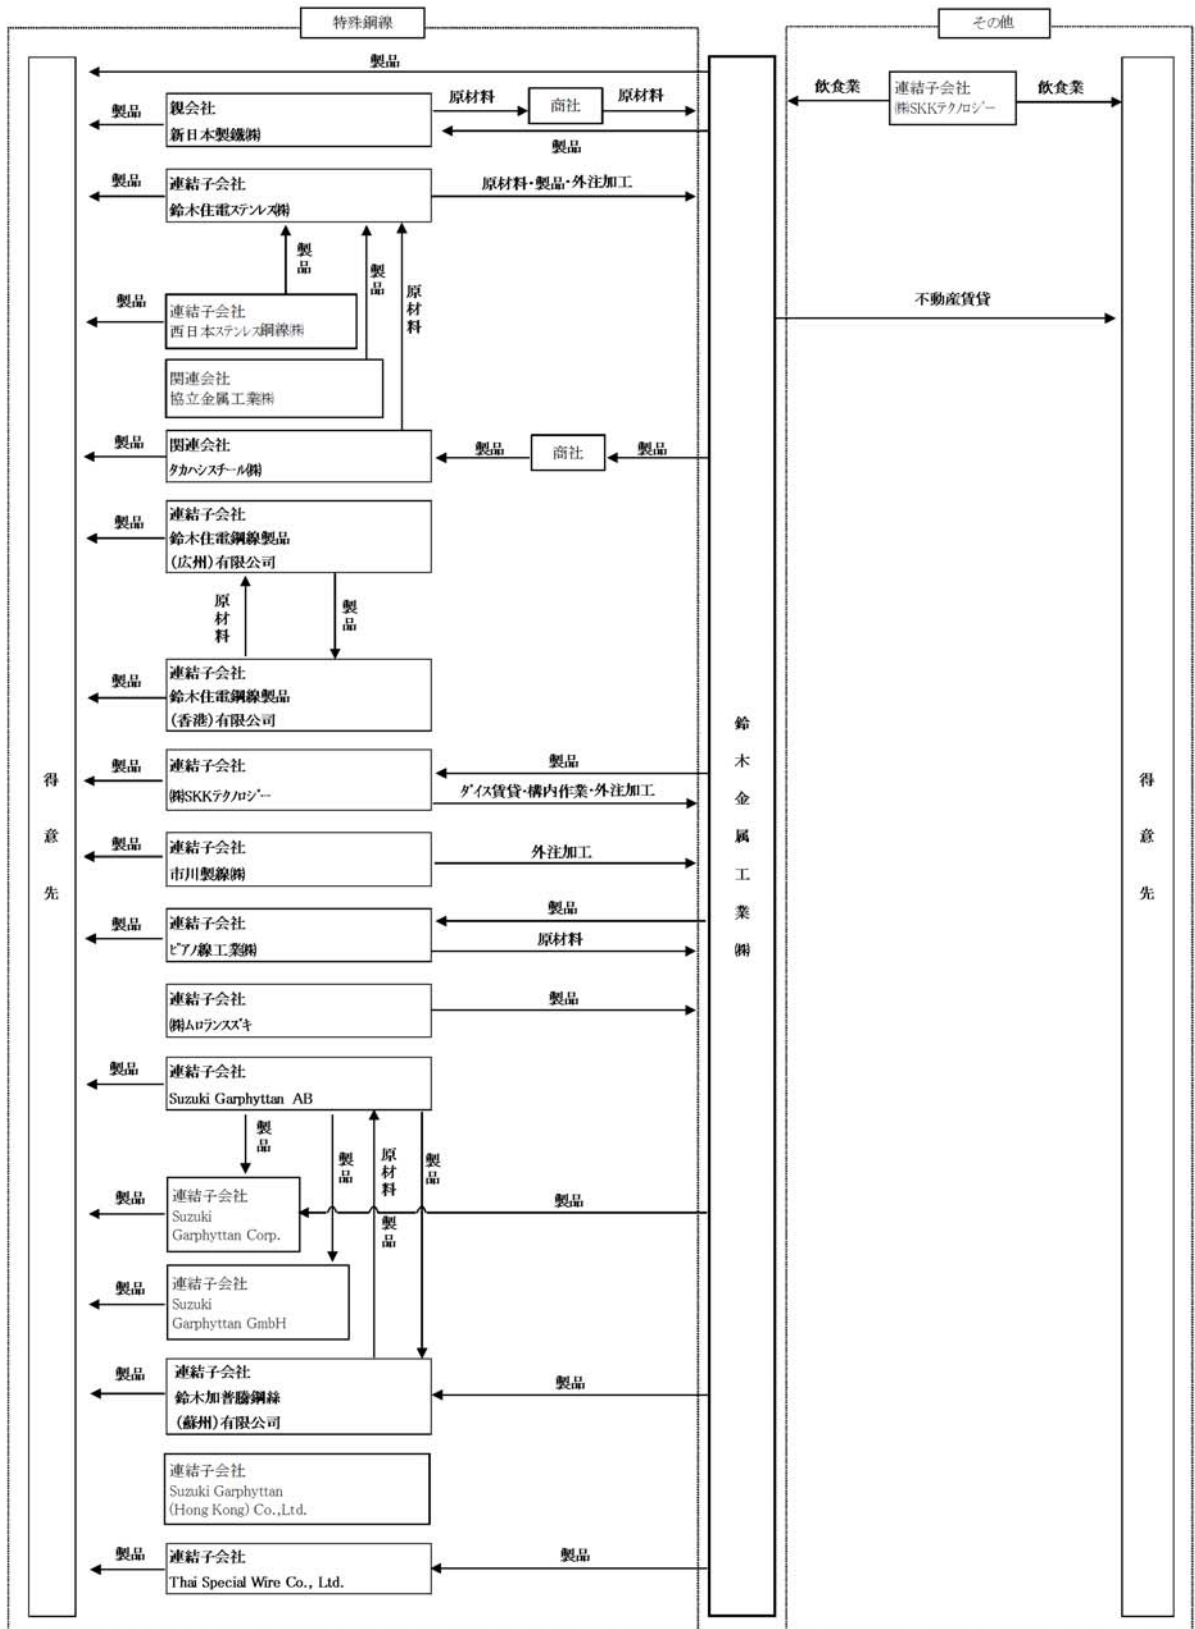 特殊鋼線
その他
製品
親会社
新日本製鐵㈱
製品
原材料
商社
原材料
製品
飲食業
連結子会社
㈱SKKテクノロジー
飲食業
連結子会社
鈴木住電ステンレス㈱
製品
原材料・製品・外注加工
製品
製品
原材料
連結子会社
西日本ステンレス鋼線㈱
製品
不動産賃貸
関連会社
協立金属工業㈱
関連会社
タカハシスチール㈱
製品
製品
商社
製品
連結子会社
鈴木住電鋼線製品
(広州)有限公司
製品
原材料
製品
連結子会社
鈴木住電鋼線製品
(香港)有限公司
製品
得意先
鈴木金属工業㈱
得意先
連結子会社
㈱SKKテクノロジー
製品
製品
ダイス賃貸・構内作業・外注加工
連結子会社
市川製線㈱
製品
外注加工
連結子会社
ピアノ線工業㈱
製品
製品
原材料
連結子会社
㈱ムロランスズキ
製品
連結子会社
Suzuki Garphyttan AB
製品
製品
製品
原材料
製品
製品
連結子会社
Suzuki
Garphyttan Corp.
製品
製品
連結子会社
Suzuki
Garphyttan GmbH
製品
連結子会社
鈴木加普騰鋼絲
(蘇州)有限公司
製品
製品
連結子会社
Suzuki Garphyttan
(Hong Kong) Co.,Ltd.
連結子会社
Thai Special Wire Co., Ltd.
製品
製品